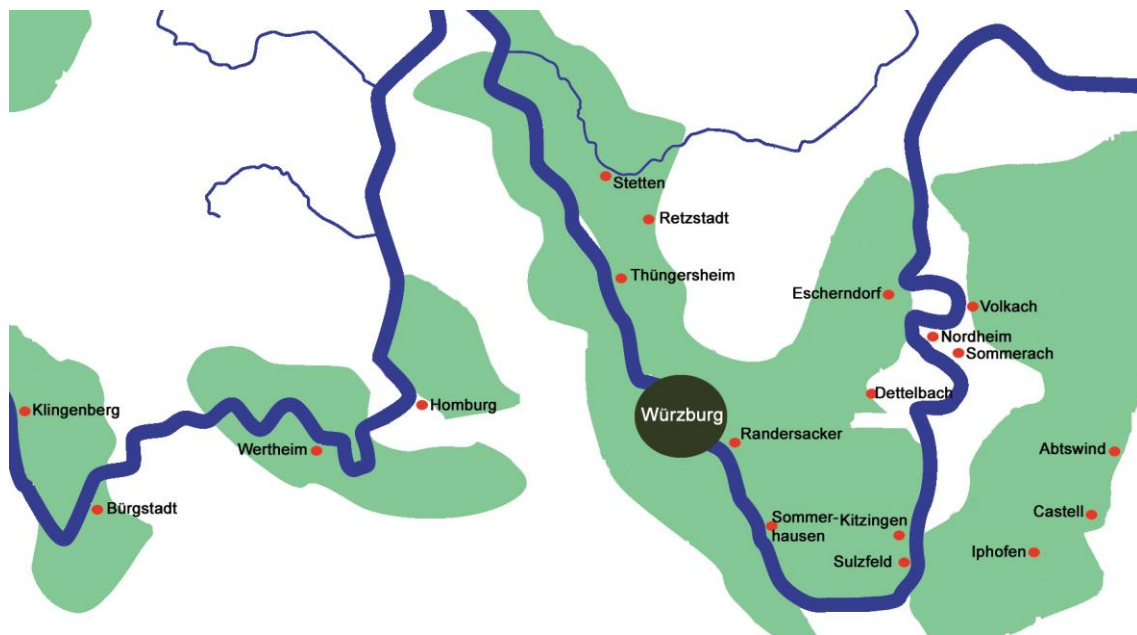 Stetten
Retzstadt
Thüngersheim
Escherndorf
Volkach
Nordheim
Sommerach
Dettelbach
Klingenberg
Homburg
Würzburg
Randersacker
Wertheim
Abtswind
Bürgstadt
Castell
Sommer-
hausen
Kitzingen
Iphofen
Sulzfeld